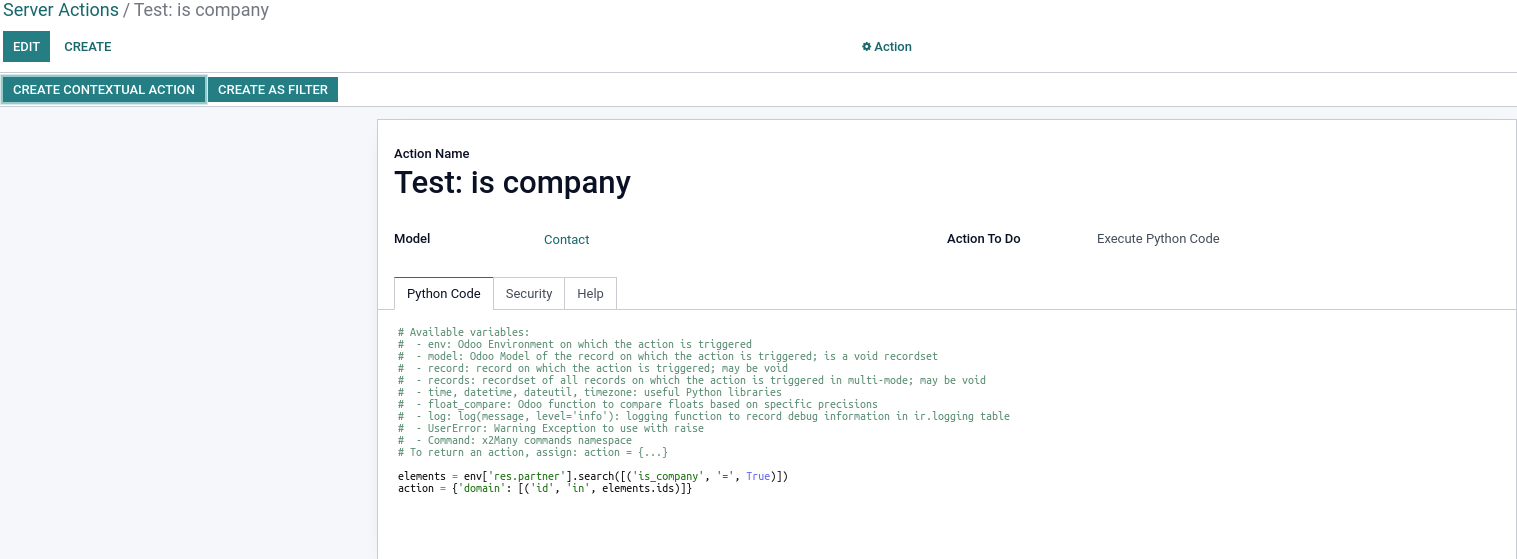 Server Actions / Test: is company
EDIT CREATE Action
CREATE CONTEXTUAL ACTION CREATE AS FILTER
Action Name
Test: is company
Model Contact Action To Do Execute Python Code
Python Code Security Help
# Available variables:
#  - env: Odoo Environment on which the action is triggered
#  - model: Odoo Model of the record on which the action is triggered; is a void recordset
#  - record: record on which the action is triggered; may be void
#  - records: recordset of all records on which the action is triggered in multi-mode; may be void
#  - time, datetime, dateutil, timezone: useful Python libraries
#  - float_compare: Odoo function to compare floats based on specific precisions
#  - log: log(message, level='info'): logging function to record debug information in ir.logging table
#  - UserError: Warning Exception to use with raise
#  - Command: x2Many commands namespace
# To return an action, assign: action = {...}
elements = env['res.partner'].search([('is_company', '=', True)])
action = {'domain': [('id', 'in', elements.ids)]}